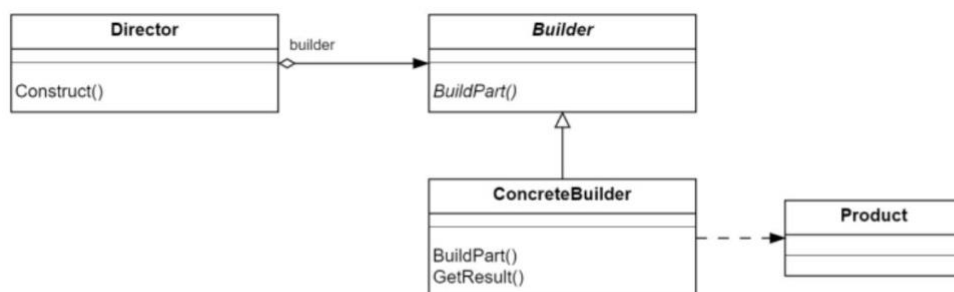 Director
builder
Builder
Construct()
BuildPart()
ConcreteBuilder
Product
BuildPart()
GetResult()